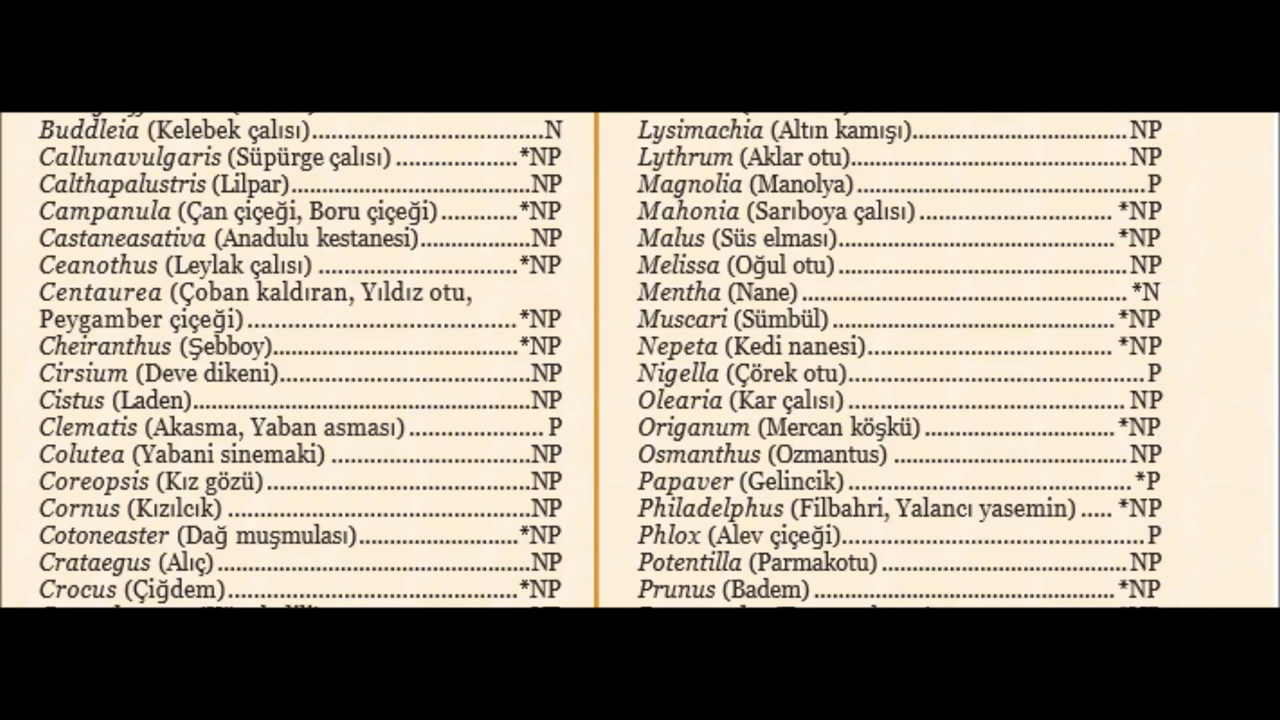 Buddleia (Kelebek çalısı)..................................N
Callunavulgaris (Süpürge çalısı) ..................*NP
Calthapalustris (Lilpar)...................................NP
Campanula (Çan çiçeği, Boru çiçeği)...........*NP
Castaneasativa (Anadulu kestanesi)................NP
Ceanothus (Leylak çalısı) .............................*NP
Centaurea (Çoban kaldıran, Yıldız otu,
Peygamber çiçeği)........................................*NP
Cheiranthus (Şebboy)....................................*NP
Cirsium (Deve dikeni).....................................NP
Cistus (Laden)..................................................NP
Clematis (Akasma, Yaban asması).................... P
Colutea (Yabani sinemaki) .............................NP
Coreopsis (Kız gözü).......................................NP
Cornus (Kızılcık) ............................................NP
Cotoneaster (Dağ muşmulası).......................*NP
Crataegus (Alıç)..............................................NP
Crocus (Çiğdem)...........................................*NP
Lysimachia (Altın kamışı)................................NP
Lythrum (Aklar otu).........................................NP
Magnolia (Manolya)...........................................P
Mahonia (Sarıboya çalısı)............................ *NP
Malus (Süs elması)........................................*NP
Melissa (Oğul otu) ..........................................NP
Mentha (Nane)................................................ *N
Muscari (Sümbül).........................................*NP
Nepeta (Kedi nanesi)................................... *NP
Nigella (Çörek otu)...........................................P
Olearia (Kar çalısı) ........................................ NP
Origanum (Mercan köşkü) ...........................*NP
Osmanthus (Ozmantus) ..................................NP
Papaver (Gelincik)..........................................*P
Philadelphus (Filbahri, Yalancı yasemin) ..... *NP
Phlox (Alev çiçeği).............................................P
Potentilla (Parmakotu)....................................NP
Prunus (Badem) ............................................*NP